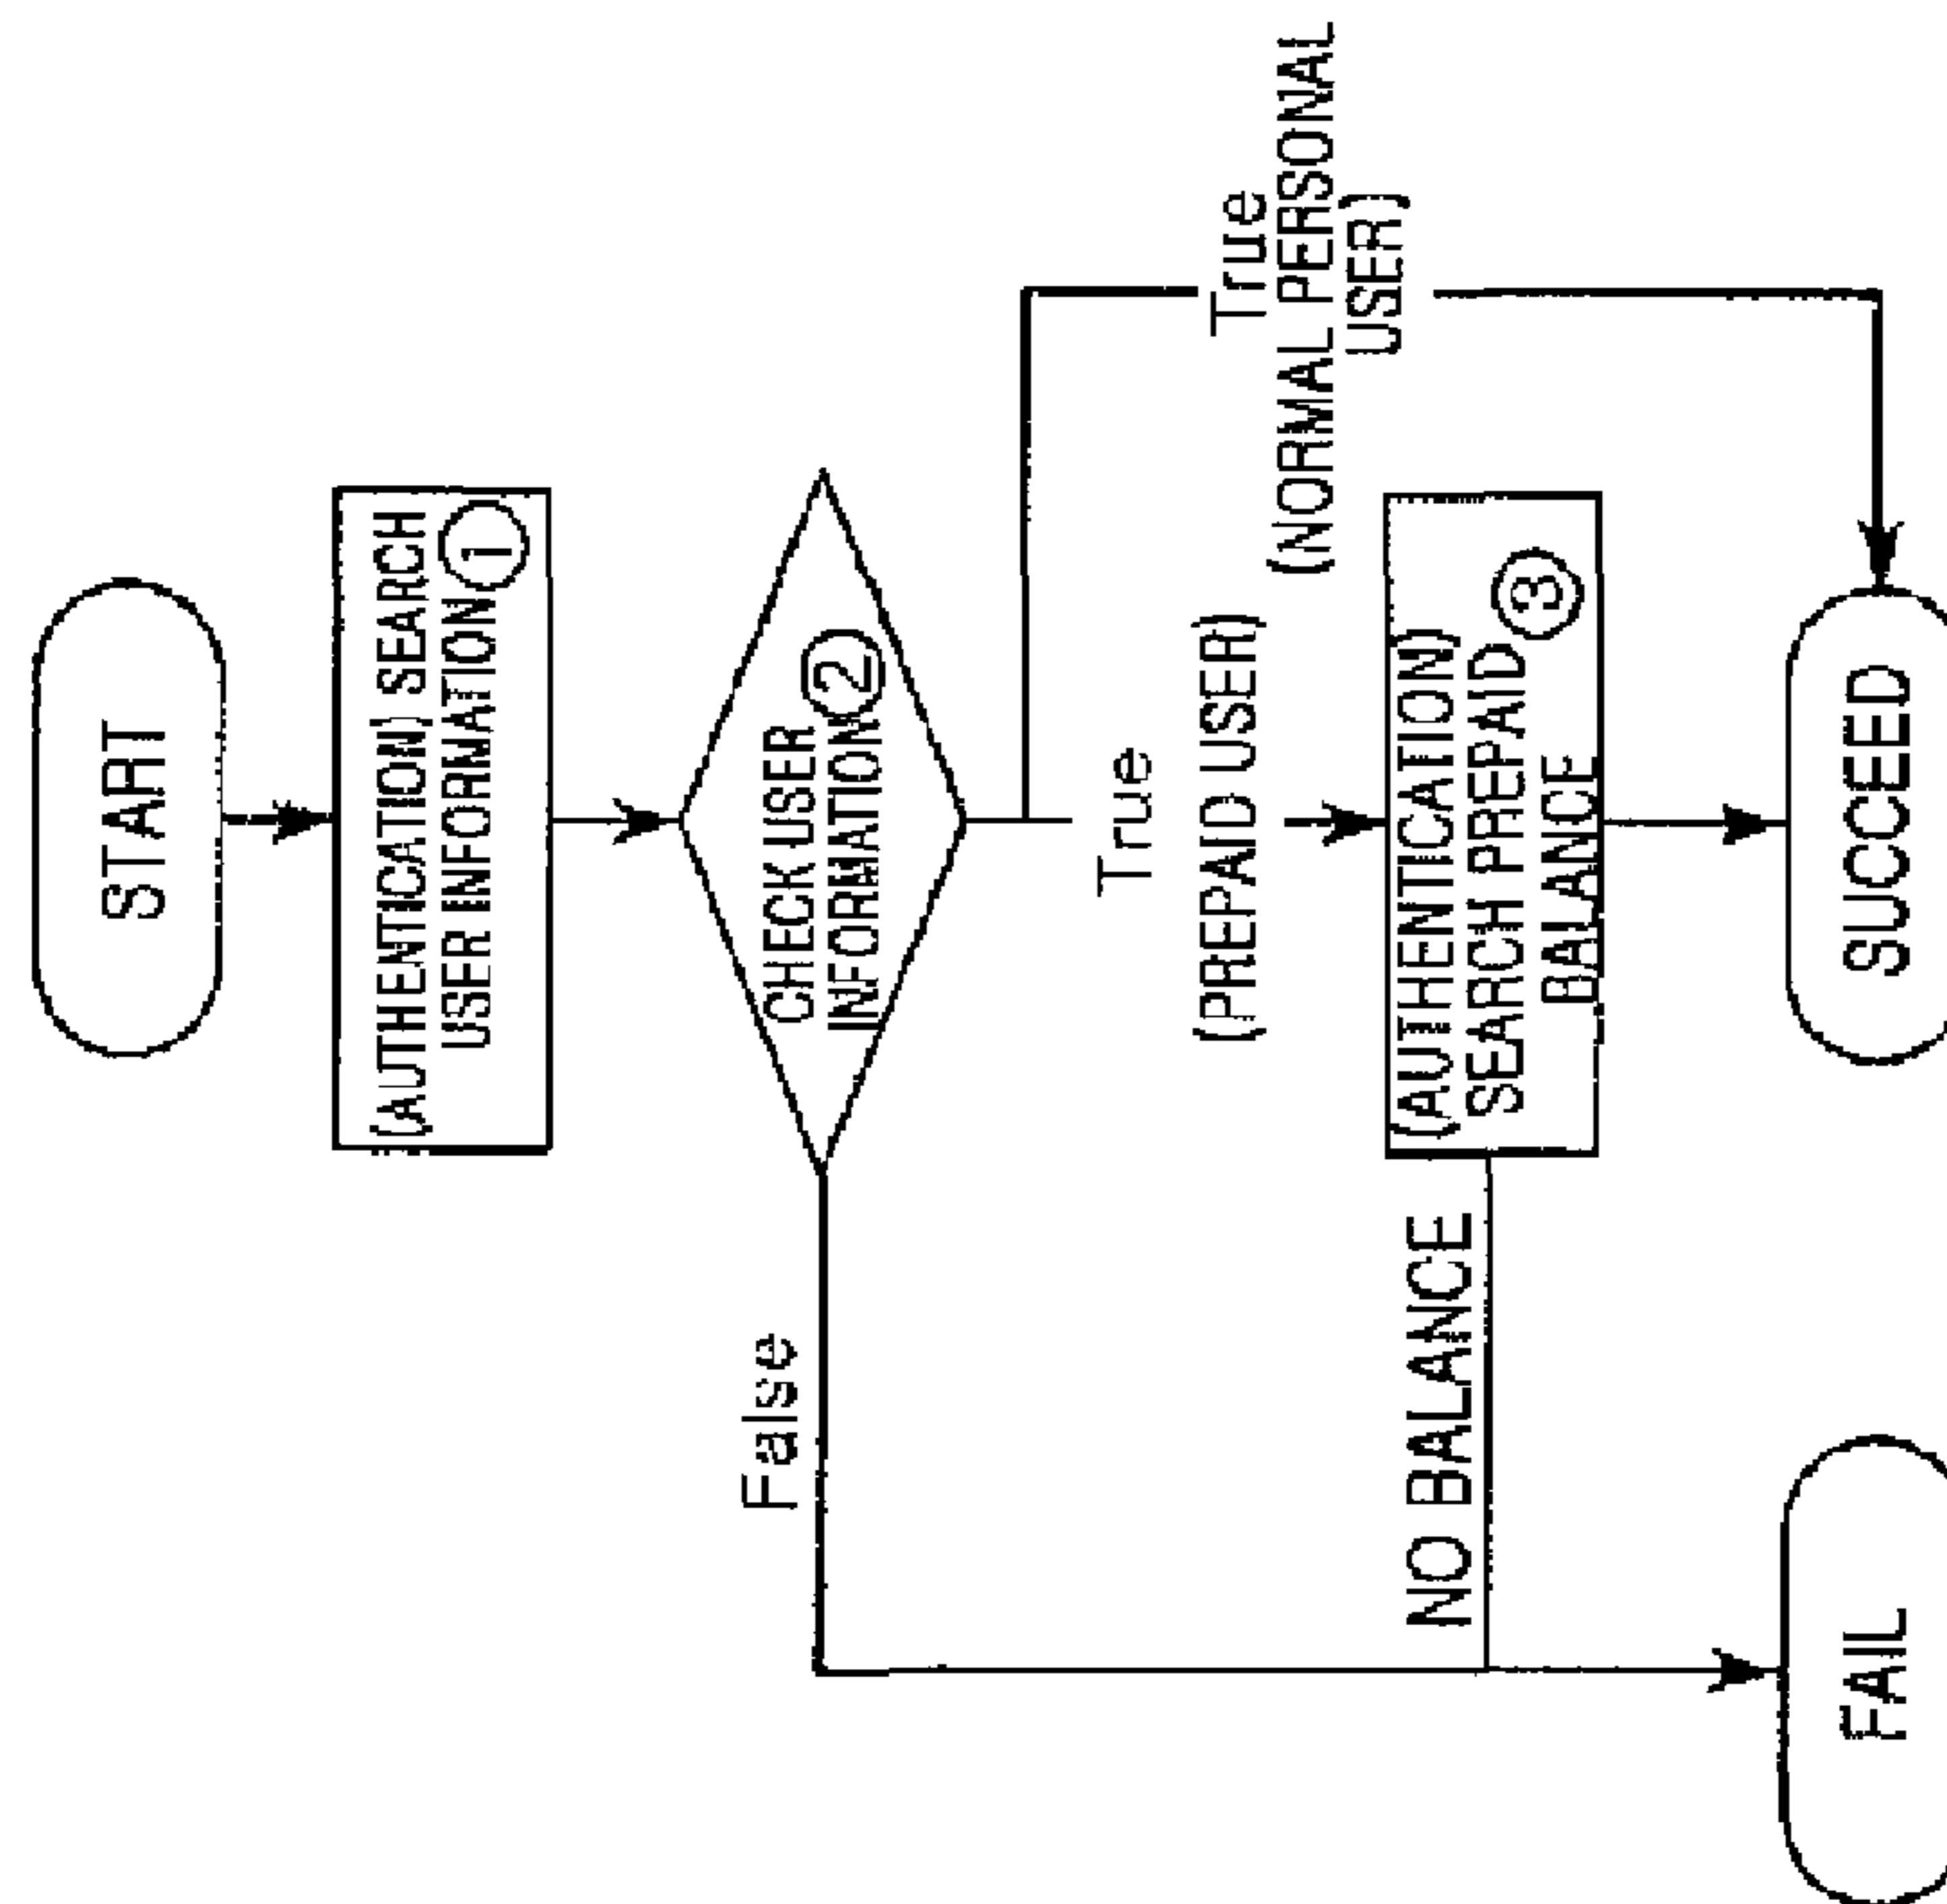 START
(AUTHENTICATION) SEARCH
USER INFORMATION ①
CHECK USER
INFORMATION ②
False
True
(PREPAID USER)
True
(NORMAL PERSONAL
USER)
(AUTHENTICATION)
SEARCH PREPAID ③
BALANCE
NO BALANCE
SUCCEED
FAIL